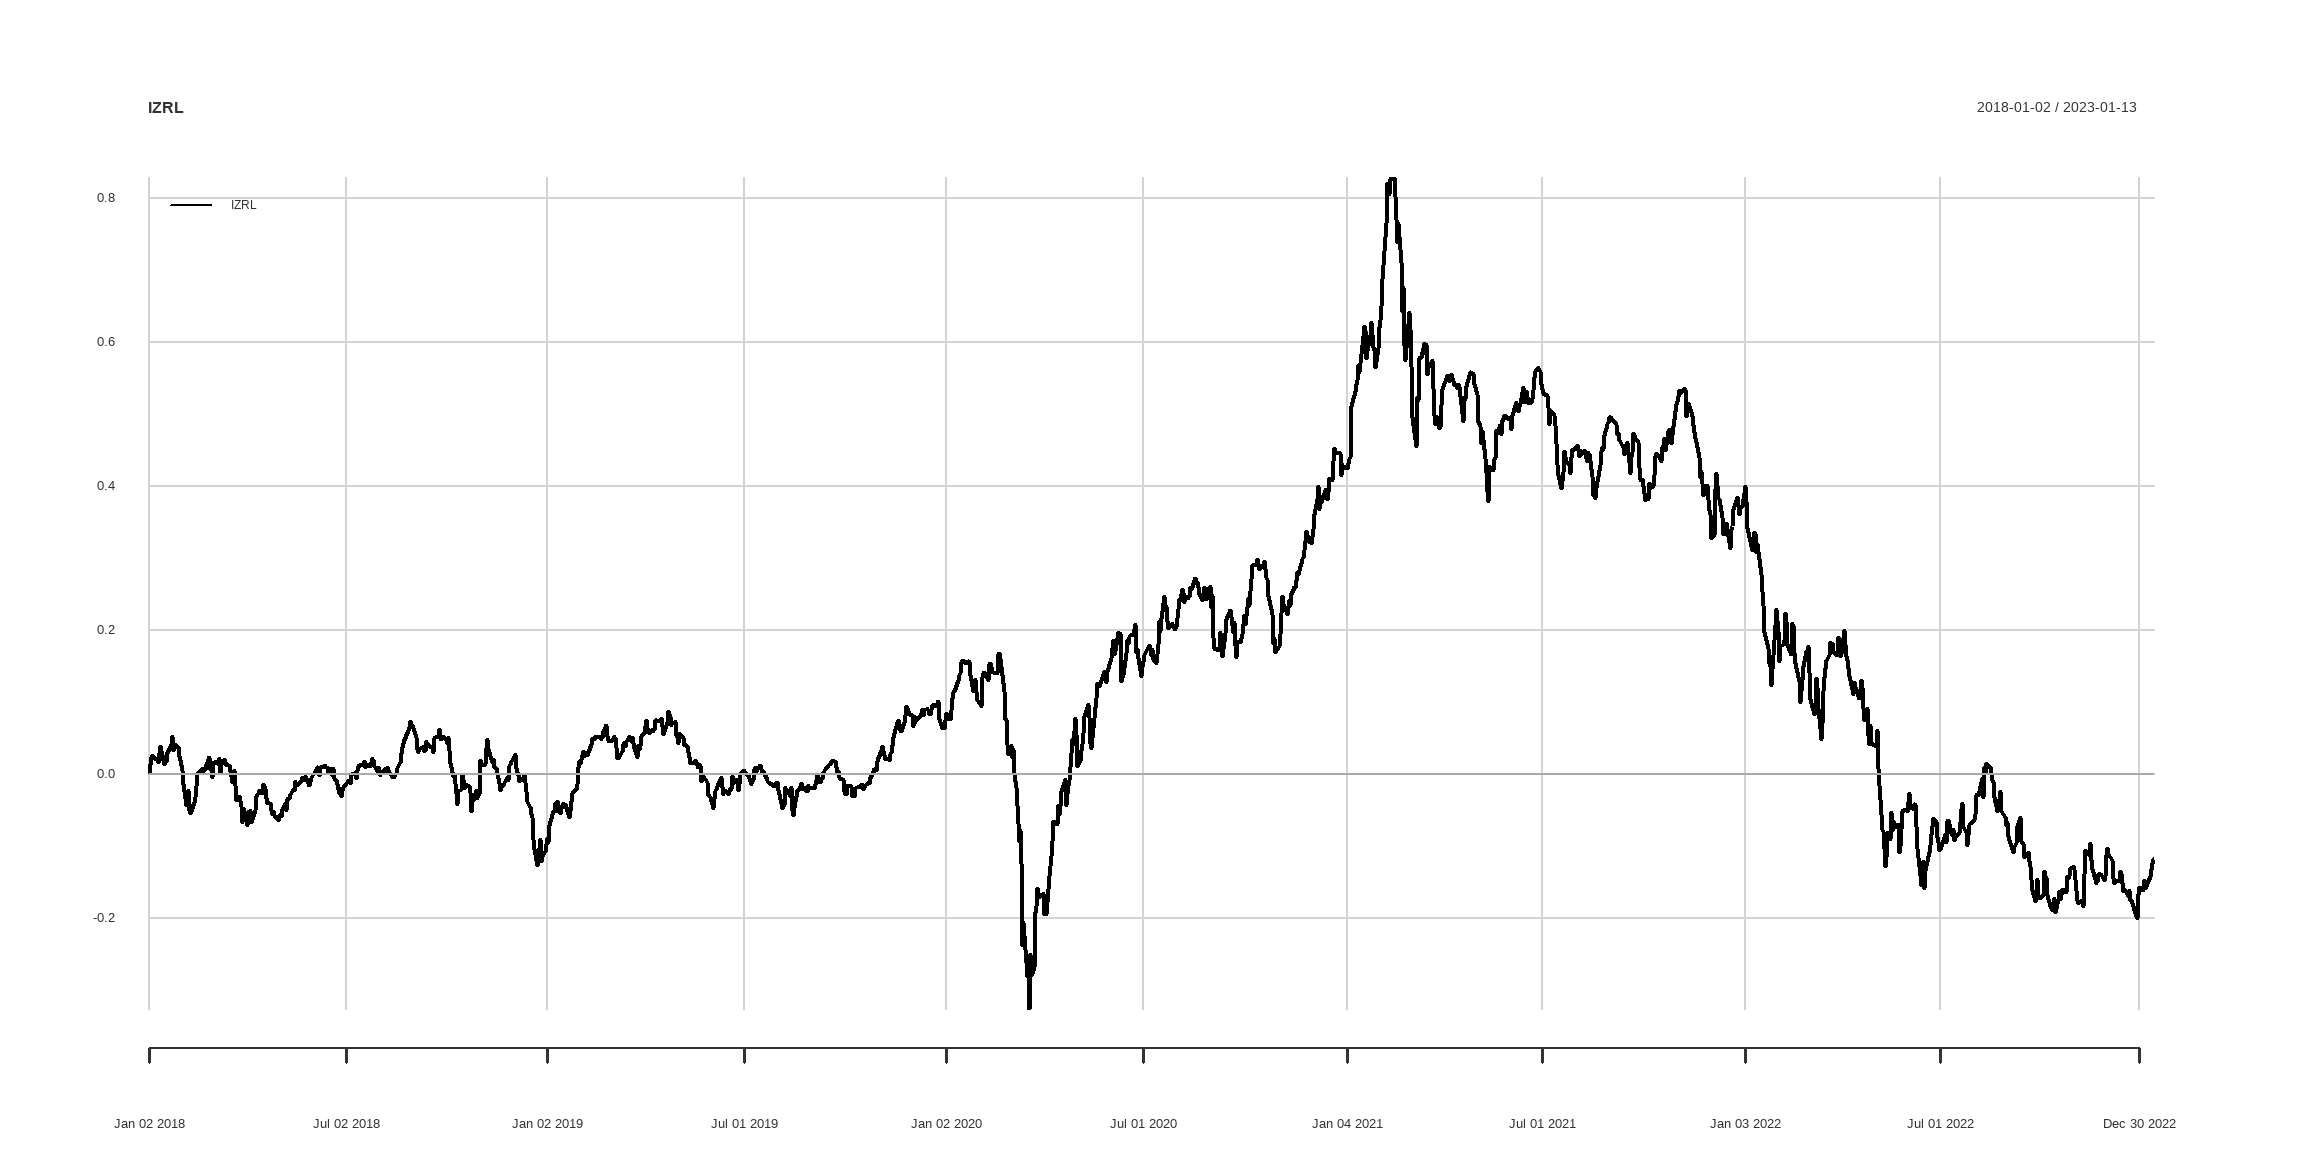 IZRL
2018-01-02 / 2023-01-13
IZRL
0.8
0.6
0.4
0.2
0.0
-0.2
Jan 02 2018
Jul 02 2018
Jan 02 2019
Jul 01 2019
Jan 02 2020
Jul 01 2020
Jan 04 2021
Jul 01 2021
Jan 03 2022
Jul 01 2022
Dec 30 2022